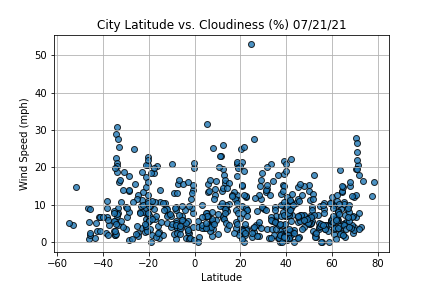 City Latitude vs. Cloudiness (%) 07/21/21
Wind Speed (mph)
50
40
30
20
10
0
−60 −40 −20 0 20 40 60 80
Latitude